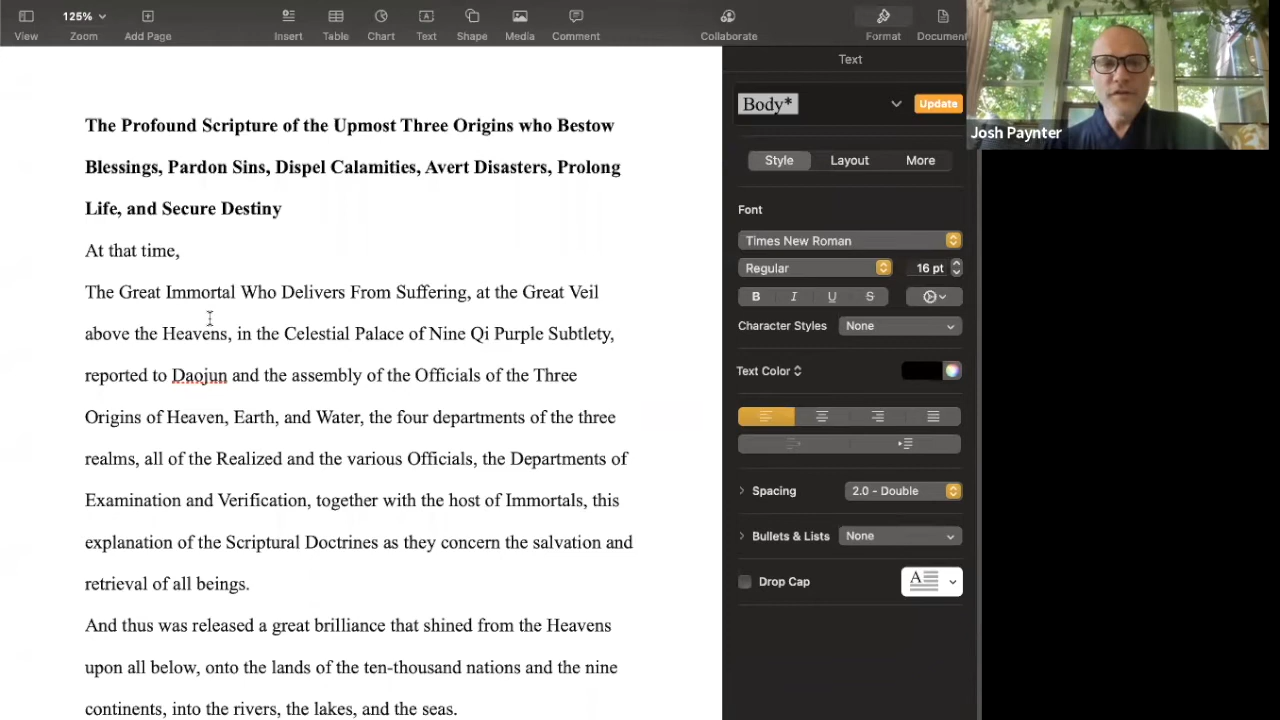 125%
View
Zoom
Add Page
Insert
Table
Chart
Text
Shape
Media
Comment
Collaborate
Format
Document
Text
Body*
Update
Style
Layout
More
Font
Times New Roman
Regular
16 pt
B I U S
Character Styles
None
Text Color
Spacing
2.0 - Double
Bullets & Lists
None
Drop Cap
A
Josh Paynter
The Profound Scripture of the Upmost Three Origins who Bestow
Blessings, Pardon Sins, Dispel Calamities, Avert Disasters, Prolong
Life, and Secure Destiny
At that time,
The Great Immortal Who Delivers From Suffering, at the Great Veil
above the Heavens, in the Celestial Palace of Nine Qi Purple Subtlety,
reported to Daojun and the assembly of the Officials of the Three
Origins of Heaven, Earth, and Water, the four departments of the three
realms, all of the Realized and the various Officials, the Departments of
Examination and Verification, together with the host of Immortals, this
explanation of the Scriptural Doctrines as they concern the salvation and
retrieval of all beings.
And thus was released a great brilliance that shined from the Heavens
upon all below, onto the lands of the ten-thousand nations and the nine
continents, into the rivers, the lakes, and the seas.